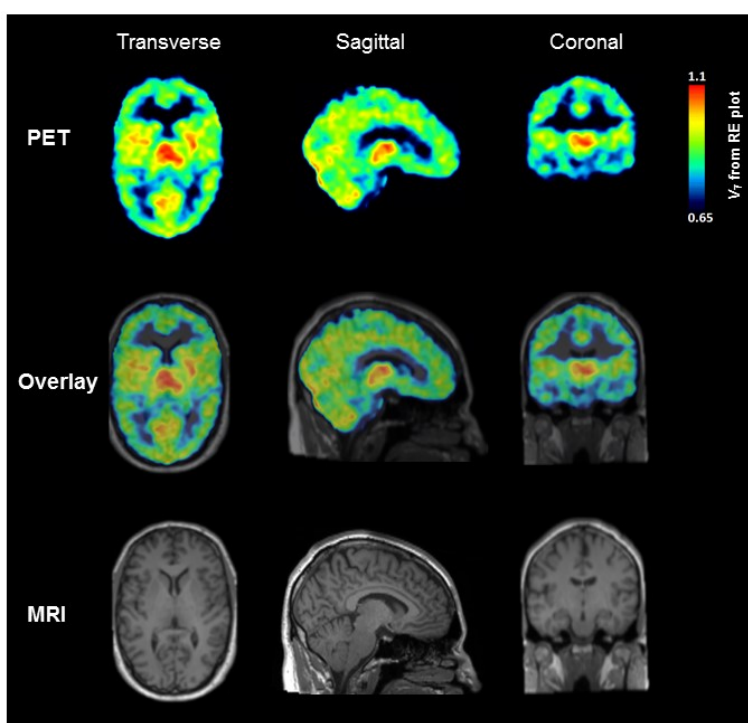 Transverse Sagittal Coronal
PET
1.1
0.65
V_T from RE plot
Overlay
MRI